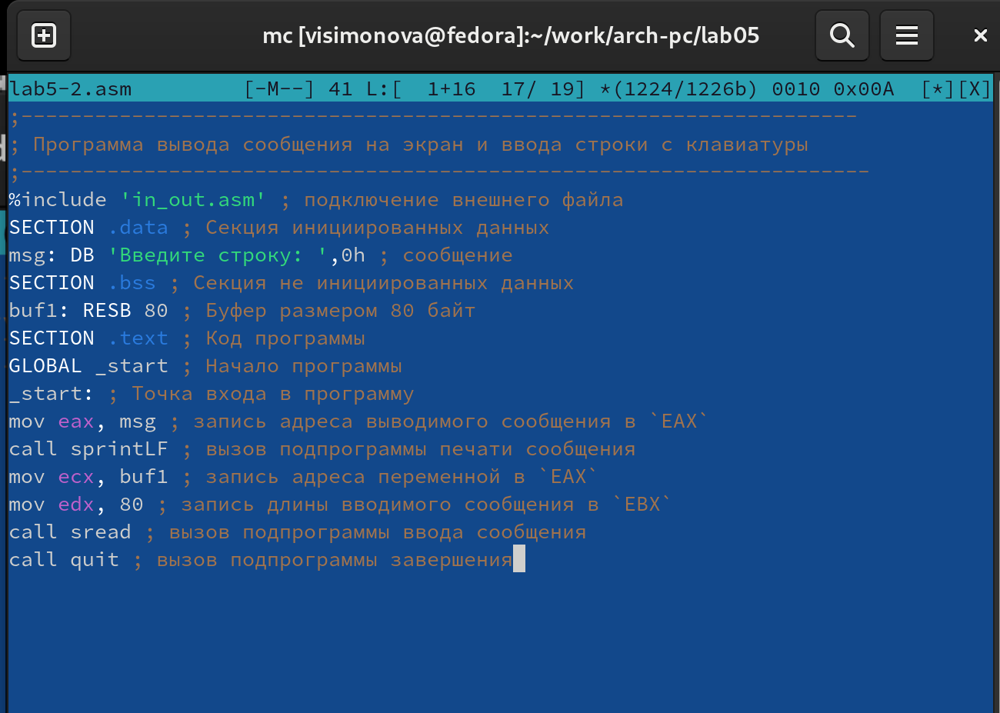 mc [visimonova@fedora]:~/work/arch-pc/lab05
lab5-2.asm [-M--] 41 L:[ 1+16 17/ 19] *(1224/1226b) 0010 0x00A [*][X]
;--------------------------------------------------------------------
; Программа вывода сообщения на экран и ввода строки с клавиатуры
;---------------------------------------------------------------------
%include 'in_out.asm' ; подключение внешнего файла
SECTION .data ; Секция инициированных данных
msg: DB 'Введите строку: ',0h ; сообщение
SECTION .bss ; Секция не инициированных данных
buf1: RESB 80 ; Буфер размером 80 байт
SECTION .text ; Код программы
GLOBAL _start ; Начало программы
_start: ; Точка входа в программу
mov eax, msg ; запись адреса выводимого сообщения в `EAX`
call sprintLF ; вызов подпрограммы печати сообщения
mov ecx, buf1 ; запись адреса переменной в `EAX`
mov edx, 80 ; запись длины вводимого сообщения в `EBX`
call sread ; вызов подпрограммы ввода сообщения
call quit ; вызов подпрограммы завершения